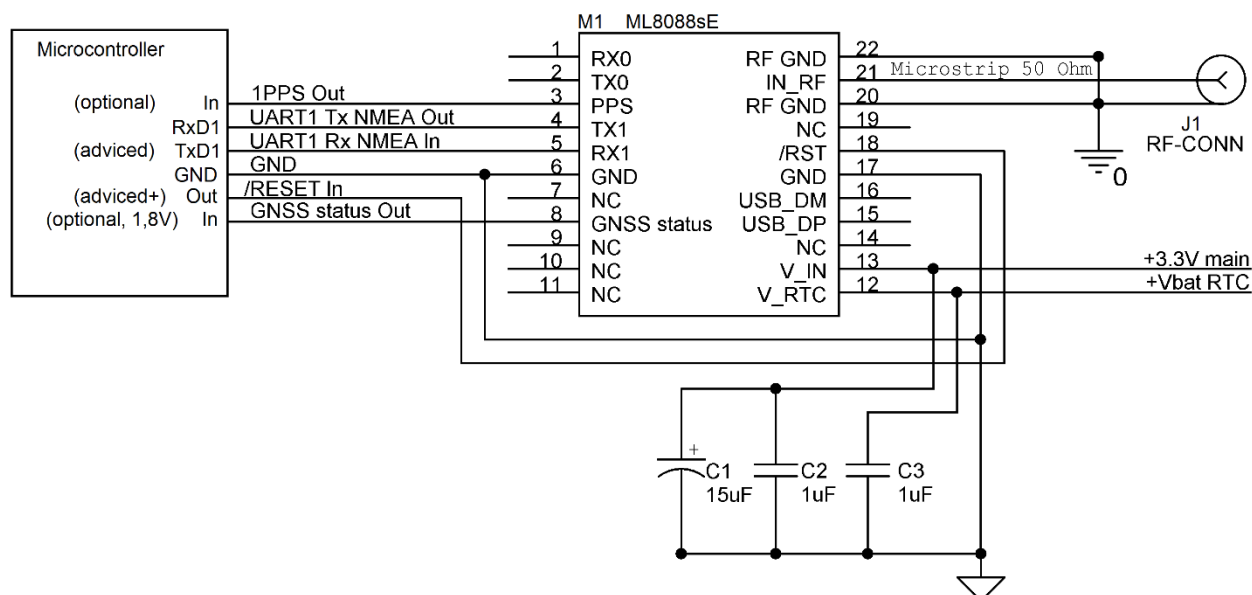 M1 ML8088sE
Microcontroller
(optional) In
RxD1
(adviced) TxD1
GND
(adviced+) Out
(optional, 1,8V) In
1PPS Out
UART1 Tx NMEA Out
UART1 Rx NMEA In
GND
/RESET In
GNSS status Out
1 RX0
2 TX0
3 PPS
4 TX1
5 RX1
6 GND
7 NC
8 GNSS status
9 NC
10 NC
11 NC
RF GND 22
IN_RF 21
RF GND 20
NC 19
/RST 18
GND 17
USB_DM 16
USB_DP 15
NC 14
V_IN 13
V_RTC 12
Microstrip 50 Ohm
J1
RF-CONN
0
+3.3V main
+Vbat RTC
+
C1
15uF
C2
1uF
C3
1uF